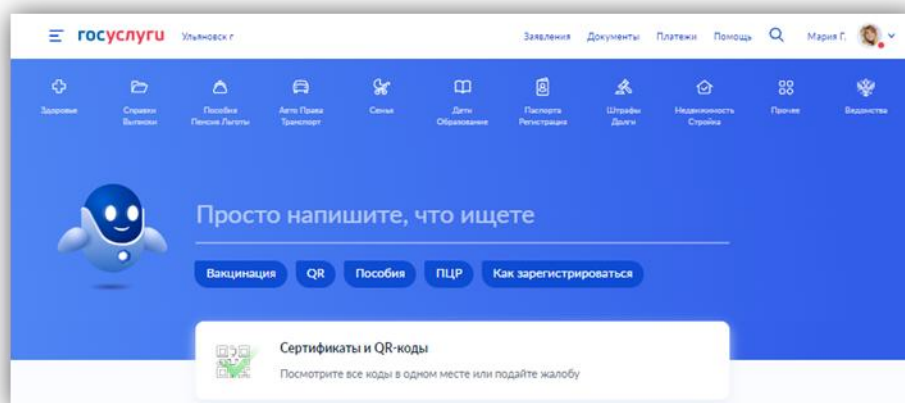 госуслуги Ульяновск г Заявления Документы Платежи Помощь Мария Г.
Здоровье Справки Пособия Авто Права Семья Дети Паспорта Штрафы Недвижимость Прочее Ведомства
Выписки Пенсия Льготы Транспорт Образование Регистрация Долги Стройка
Просто напишите, что ищете
Вакцинация QR Пособия ПЦР Как зарегистрироваться
Сертификаты и QR-коды
Посмотрите все коды в одном месте или подайте жалобу